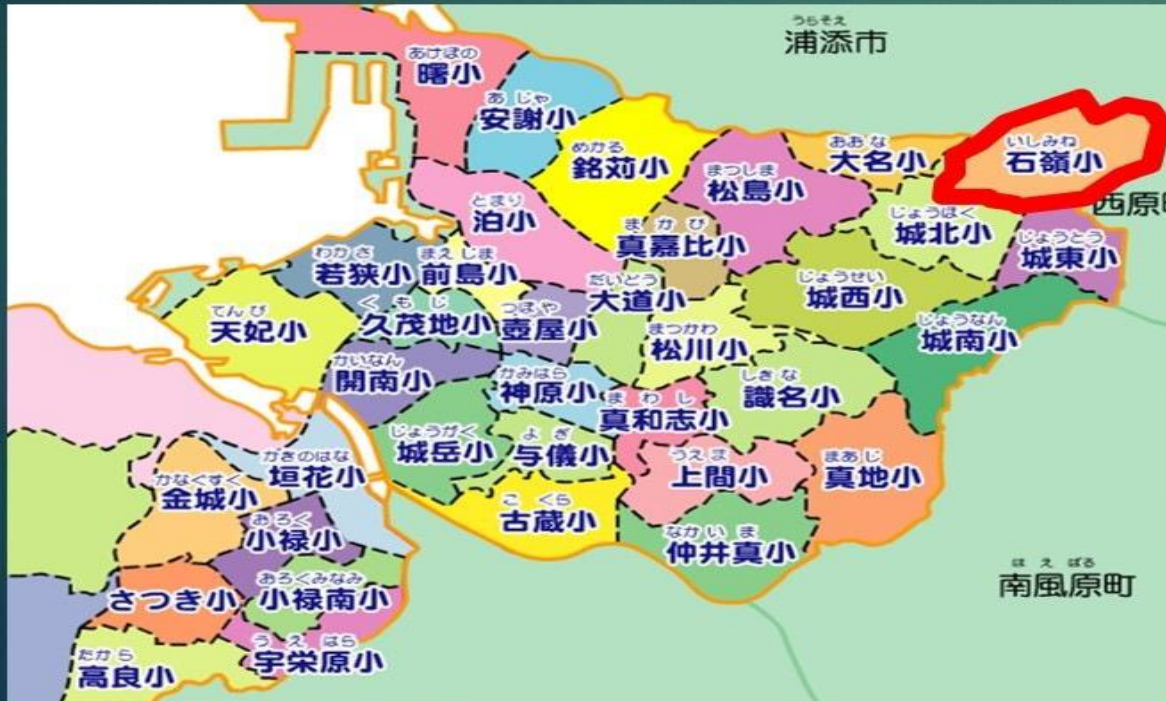 うらそえ
浦添市
あけぼの
曙小
あじゃ
安謝小
めかる
銘苅小
まつしま
松島小
おおな
大名小
いしみね
石嶺小
西原
とまり
泊小
まかび
真嘉比小
じょうほく
城北小
じょうとう
城東小
わかさ
若狭小
まえじま
前島小
だいどう
大道小
じょうせい
城西小
てんぴ
天妃小
くもじ
久茂地小
つぼや
壺屋小
まつかわ
松川小
じょうなん
城南小
かいなん
開南小
かみはら
神原小
まわし
真和志小
しきな
識名小
じょうがく
城岳小
よぎ
与儀小
うえま
上間小
まあじ
真地小
かきのはな
垣花小
かなぐすく
金城小
こくら
古蔵小
なかいま
仲井真小
おろく
小禄小
はえばる
南風原町
さつき小
おろくみなみ
小禄南小
うえはら
宇栄原小
たから
高良小